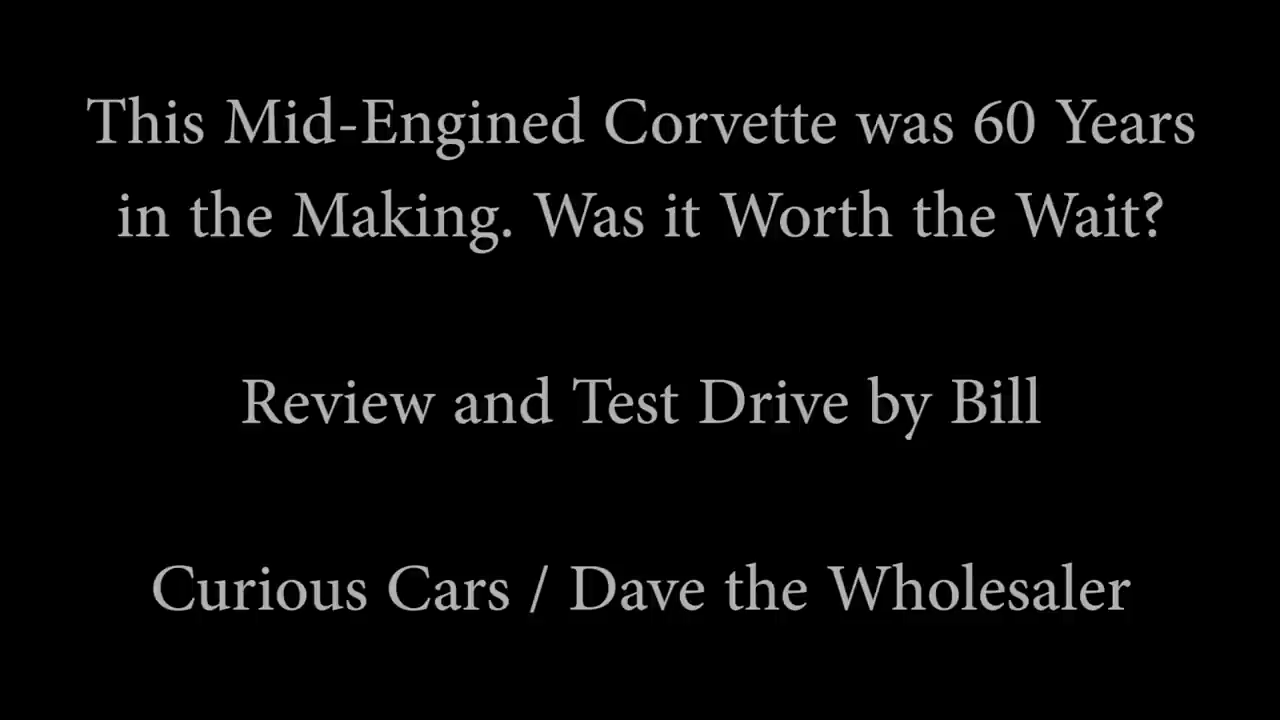 This Mid-Engined Corvette was 60 Years
in the Making. Was it Worth the Wait?
Review and Test Drive by Bill
Curious Cars / Dave the Wholesaler